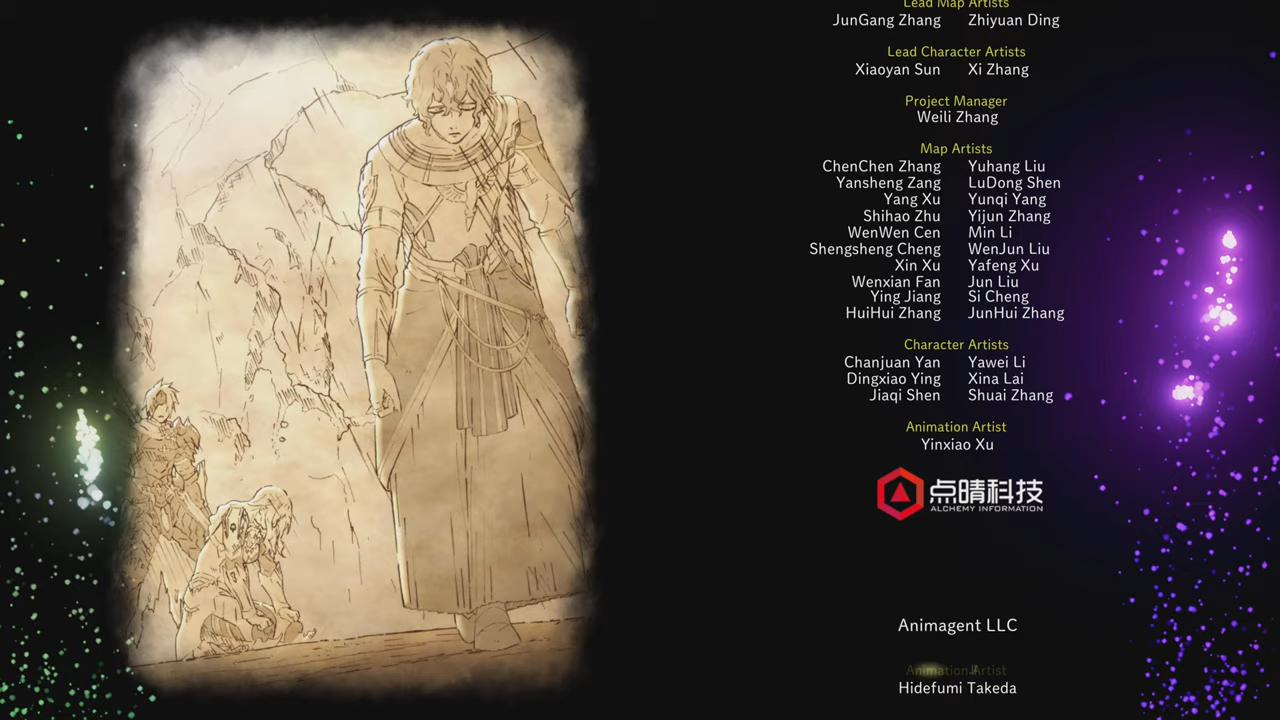 Lead Map Artists
JunGang Zhang Zhiyuan Ding
Lead Character Artists
Xiaoyan Sun Xi Zhang
Project Manager
Weili Zhang
Map Artists
ChenChen Zhang Yuhang Liu
Yansheng Zang LuDong Shen
Yang Xu Yunqi Yang
Shihao Zhu Yijun Zhang
WenWen Cen Min Li
Shengsheng Cheng WenJun Liu
Xin Xu Yafeng Xu
Wenxian Fan Jun Liu
Ying Jiang Si Cheng
HuiHui Zhang JunHui Zhang
Character Artists
Chanjuan Yan Yawei Li
Dingxiao Ying Xina Lai
Jiaqi Shen Shuai Zhang
Animation Artist
Yinxiao Xu
点晴科技
ALCHEMY INFORMATION
Animagent LLC
Animation Artist
Hidefumi Takeda